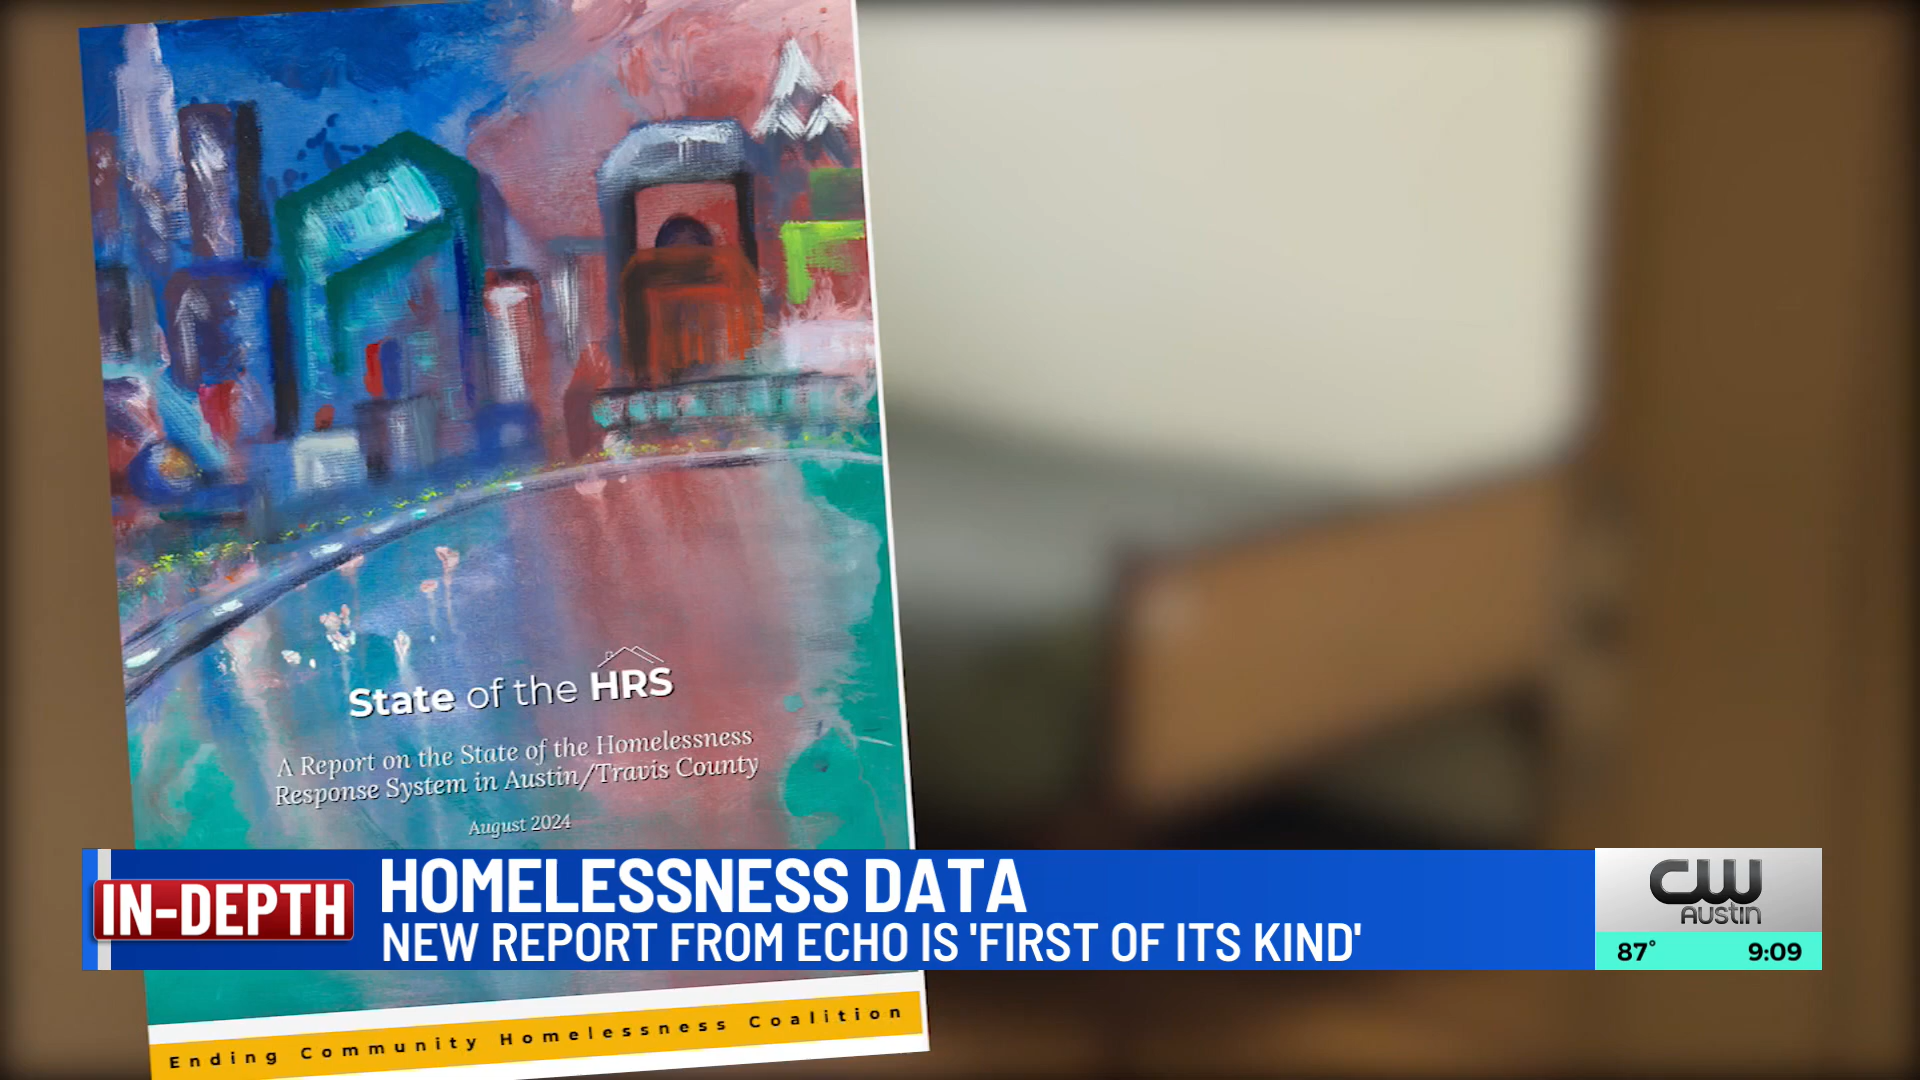 State of the HRS
A Report on the State of the Homelessness
Response System in Austin/Travis County
August 2024
IN-DEPTH
HOMELESSNESS DATA
NEW REPORT FROM ECHO IS 'FIRST OF ITS KIND'
CW
AUSTIN
87° 9:09
Ending Community Homelessness Coalition